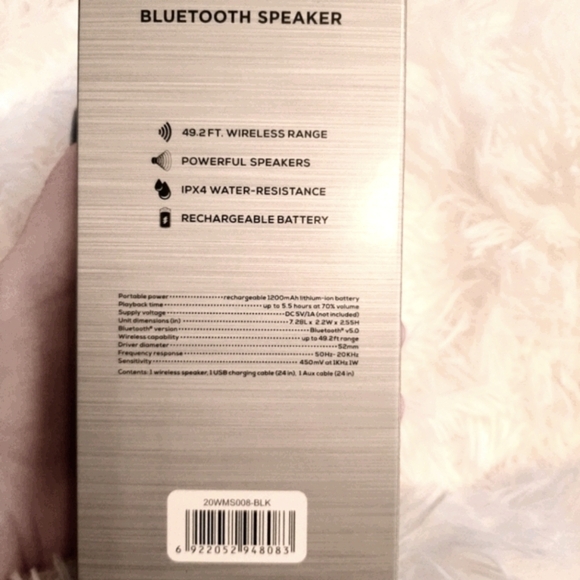 BLUETOOTH SPEAKER
49.2 FT. WIRELESS RANGE
POWERFUL SPEAKERS
IPX4 WATER-RESISTANCE
RECHARGEABLE BATTERY
Portable power rechargeable 1200mAh lithium-ion battery
Playback time up to 5.5 hours at 70% volume
Supply voltage DC 5V/1A (not included)
Unit dimensions (in) 7.28L x 2.2W x 2.55H
Bluetooth® version Bluetooth® v5.0
Wireless capability up to 49.2ft range
Driver diameter 52mm
Frequency response 50Hz- 20KHz
Sensitivity 450mV at 1KHz 1W
Contents: 1 wireless speaker, 1 USB charging cable (24 in), 1 Aux cable (24 in)
20WMS008-BLK
6 922052 948083